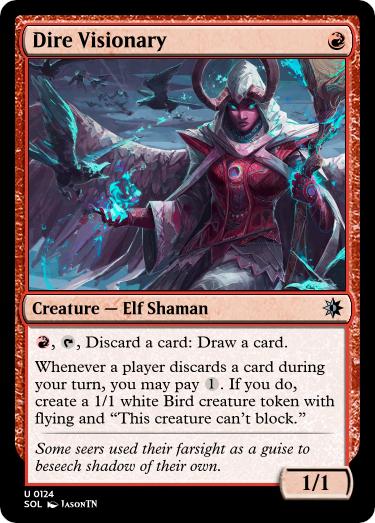 Dire Visionary
Creature — Elf Shaman
, , Discard a card: Draw a card.
Whenever a player discards a card during
your turn, you may pay 1. If you do,
create a 1/1 white Bird creature token with
flying and “This creature can't block.”
Some seers used their farsight as a guise to
beseech shadow of their own.
1/1
U 0124
SOL JASONTN